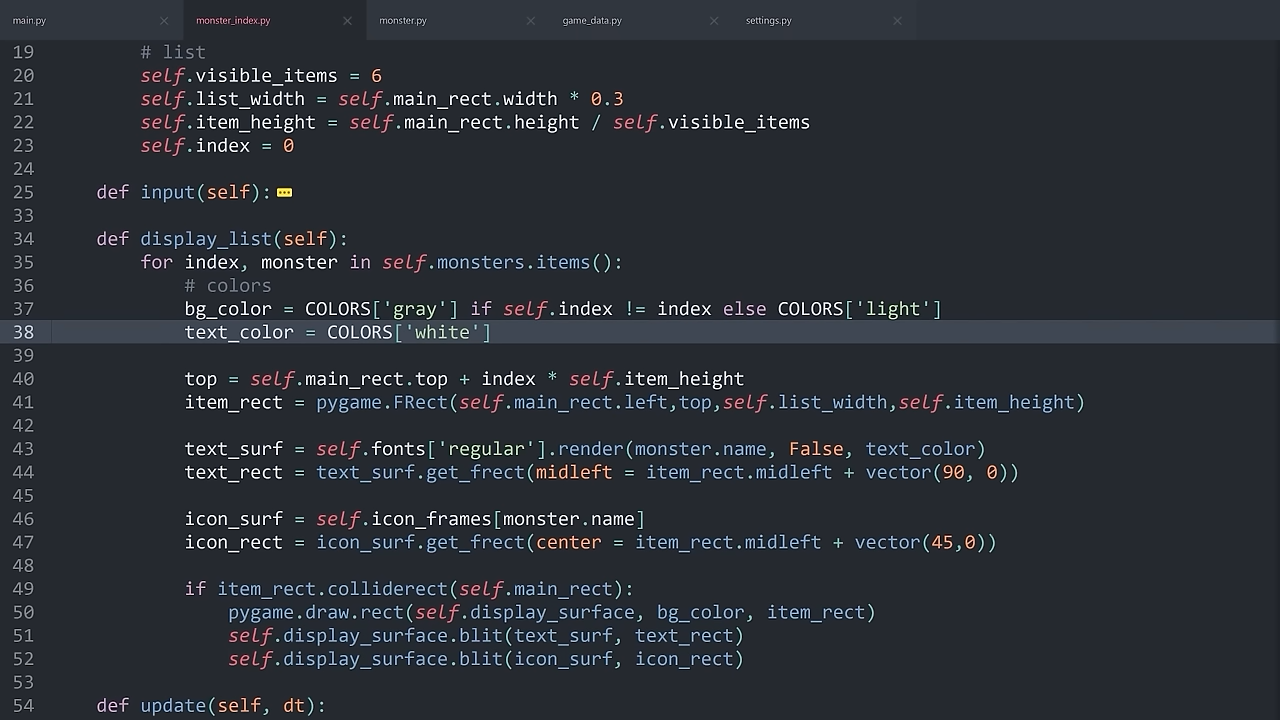 main.py monster_index.py monster.py game_data.py settings.py
19 # list
20 self.visible_items = 6
21 self.list_width = self.main_rect.width * 0.3
22 self.item_height = self.main_rect.height / self.visible_items
23 self.index = 0
24
25 def input(self):
33
34 def display_list(self):
35 for index, monster in self.monsters.items():
36 # colors
37 bg_color = COLORS['gray'] if self.index != index else COLORS['light']
38 text_color = COLORS['white']
39
40 top = self.main_rect.top + index * self.item_height
41 item_rect = pygame.FRect(self.main_rect.left,top,self.list_width,self.item_height)
42
43 text_surf = self.fonts['regular'].render(monster.name, False, text_color)
44 text_rect = text_surf.get_frect(midleft = item_rect.midleft + vector(90, 0))
45
46 icon_surf = self.icon_frames[monster.name]
47 icon_rect = icon_surf.get_frect(center = item_rect.midleft + vector(45,0))
48
49 if item_rect.colliderect(self.main_rect):
50 pygame.draw.rect(self.display_surface, bg_color, item_rect)
51 self.display_surface.blit(text_surf, text_rect)
52 self.display_surface.blit(icon_surf, icon_rect)
53
54 def update(self, dt):